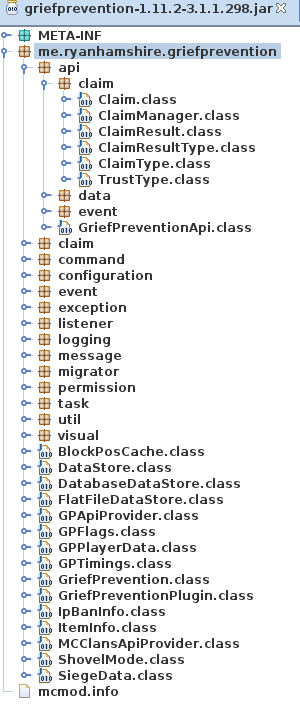 griefprevention-1.11.2-3.1.1.298.jar
META-INF
me.ryanhamshire.griefprevention
api
claim
Claim.class
ClaimManager.class
ClaimResult.class
ClaimResultType.class
ClaimType.class
TrustType.class
data
event
GriefPreventionApi.class
claim
command
configuration
event
exception
listener
logging
message
migrator
permission
task
util
visual
BlockPosCache.class
DataStore.class
DatabaseDataStore.class
FlatFileDataStore.class
GPApiProvider.class
GPFlags.class
GPPlayerData.class
GPTimings.class
GriefPrevention.class
GriefPreventionPlugin.class
IpBanInfo.class
ItemInfo.class
MCClansApiProvider.class
ShovelMode.class
SiegeData.class
mcmod.info